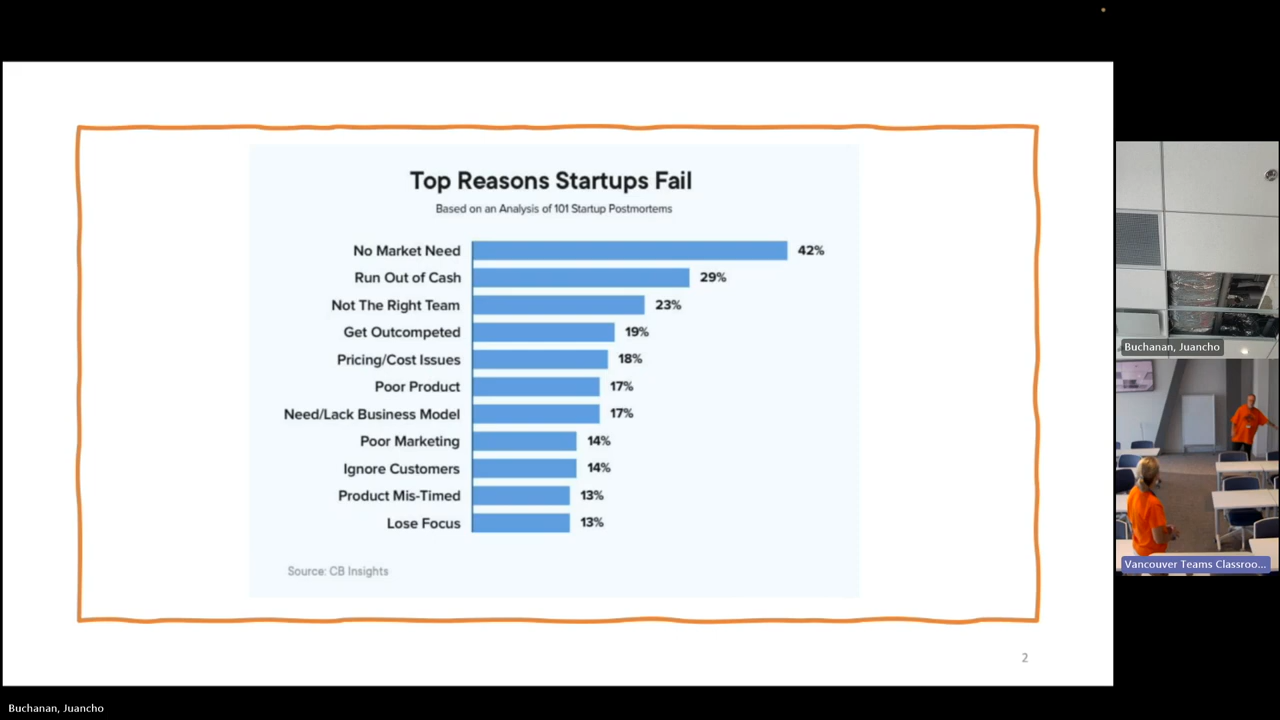 Top Reasons Startups Fail
Based on an Analysis of 101 Startup Postmortems
No Market Need 42%
Run Out of Cash 29%
Not The Right Team 23%
Get Outcompeted 19%
Pricing/Cost Issues 18%
Poor Product 17%
Need/Lack Business Model 17%
Poor Marketing 14%
Ignore Customers 14%
Product Mis-Timed 13%
Lose Focus 13%
Source: CB Insights
2
Buchanan, Juancho
Vancouver Teams Classroo...
Buchanan, Juancho